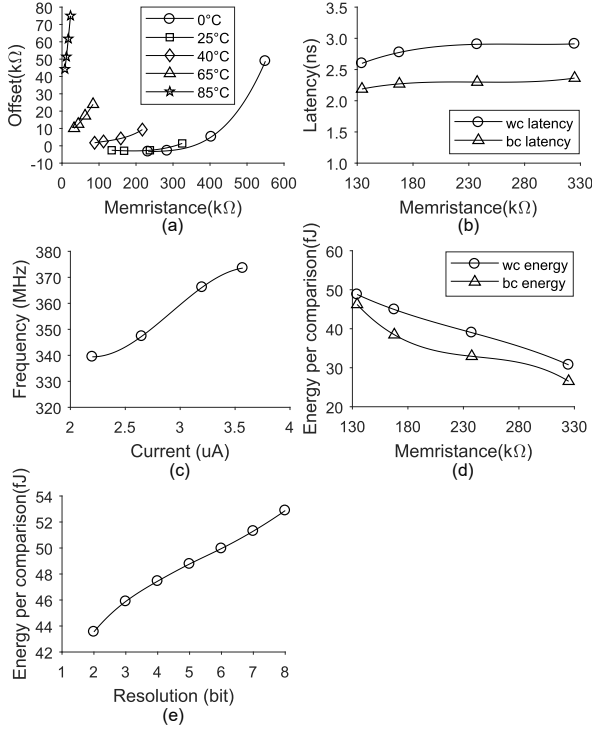 80
70
60
50
40
30
20
10
0
-10
0 100 200 300 400 500 600
Offset(kΩ)
Memristance(kΩ)
0°C
25°C
40°C
65°C
85°C
(a)
3.5
3.0
2.5
2.0
1.5
1.0
130 180 230 280 330
Latency(ns)
Memristance(kΩ)
wc latency
bc latency
(b)
380
370
360
350
340
330
320
2 2.5 3 3.5 4
Frequency (MHz)
Current (uA)
(c)
60
50
40
30
20
130 180 230 280 330
Energy per comparison(fJ)
Memristance(kΩ)
wc energy
bc energy
(d)
54
52
50
48
46
44
42
1 2 3 4 5 6 7 8
Energy per comparison(fJ)
Resolution (bit)
(e)